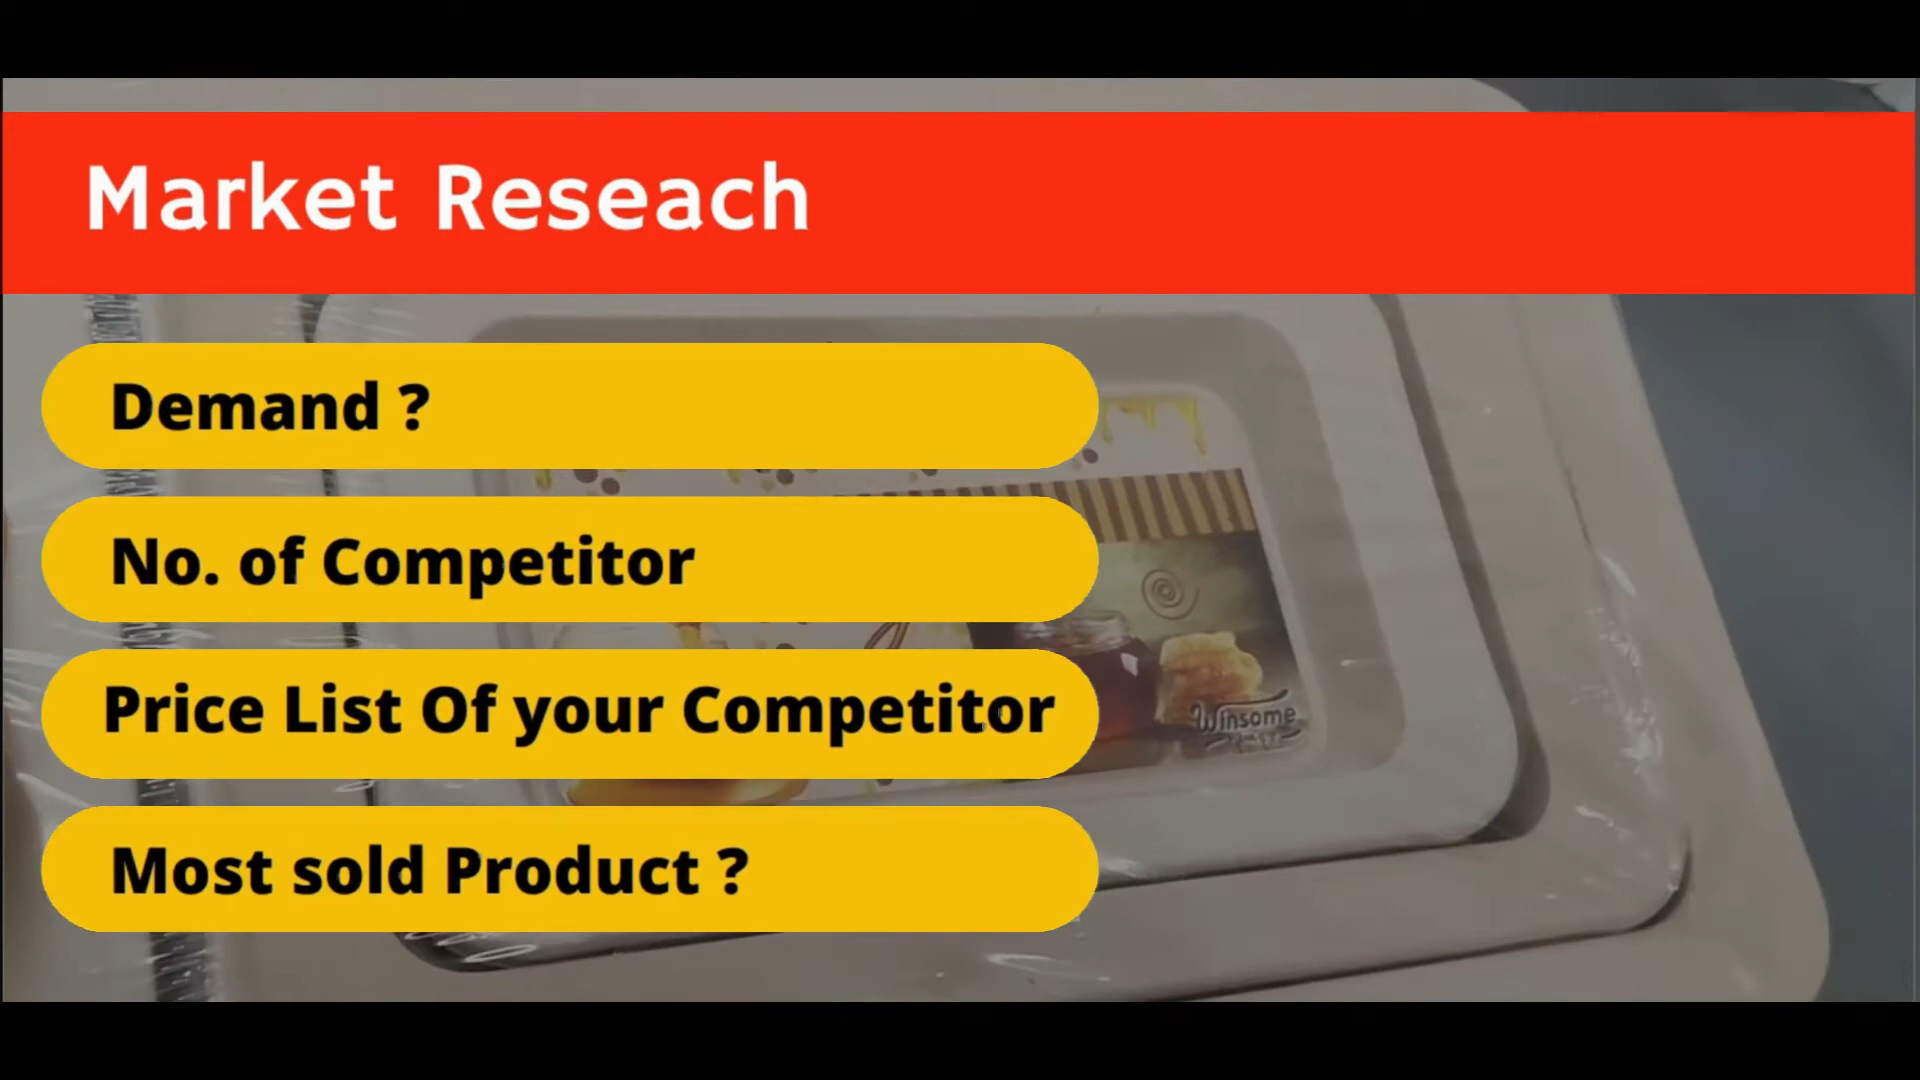 Market Reseach
Demand ?
No. of Competitor
Price List Of your Competitor
Most sold Product ?
Winsome